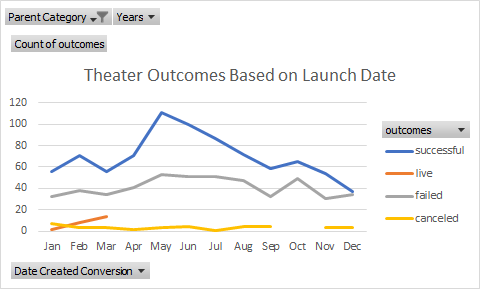 Parent Category Years
Count of outcomes
Theater Outcomes Based on Launch Date
120
100
80
60
40
20
0
Jan Feb Mar Apr May Jun Jul Aug Sep Oct Nov Dec
outcomes
successful
live
failed
canceled
Date Created Conversion